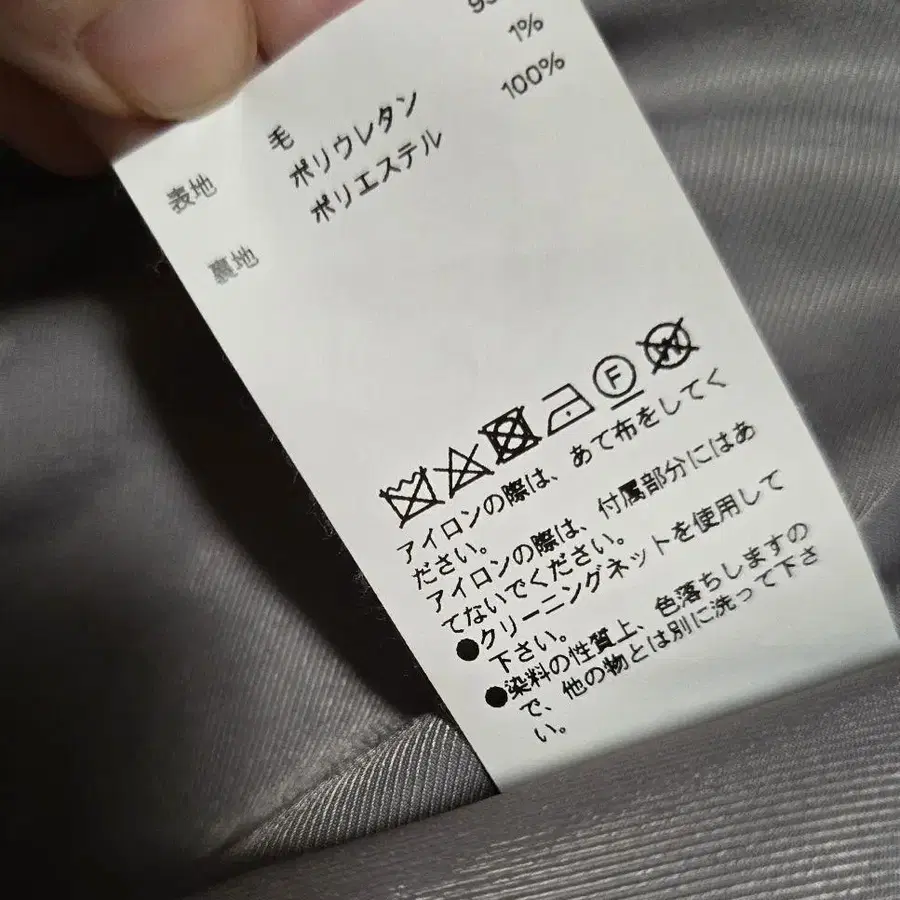 表地 毛
ポリウレタン 1%
裏地 ポリエステル 100%
F
W
アイロンの際は、あて布をしてく
ださい。
アイロンの際は、付属部分にはあ
てないでください。
●クリーニングネットを使用して
下さい。
●染料の性質上、色落ちしますの
で、他の物とは別に洗って下さ
い。